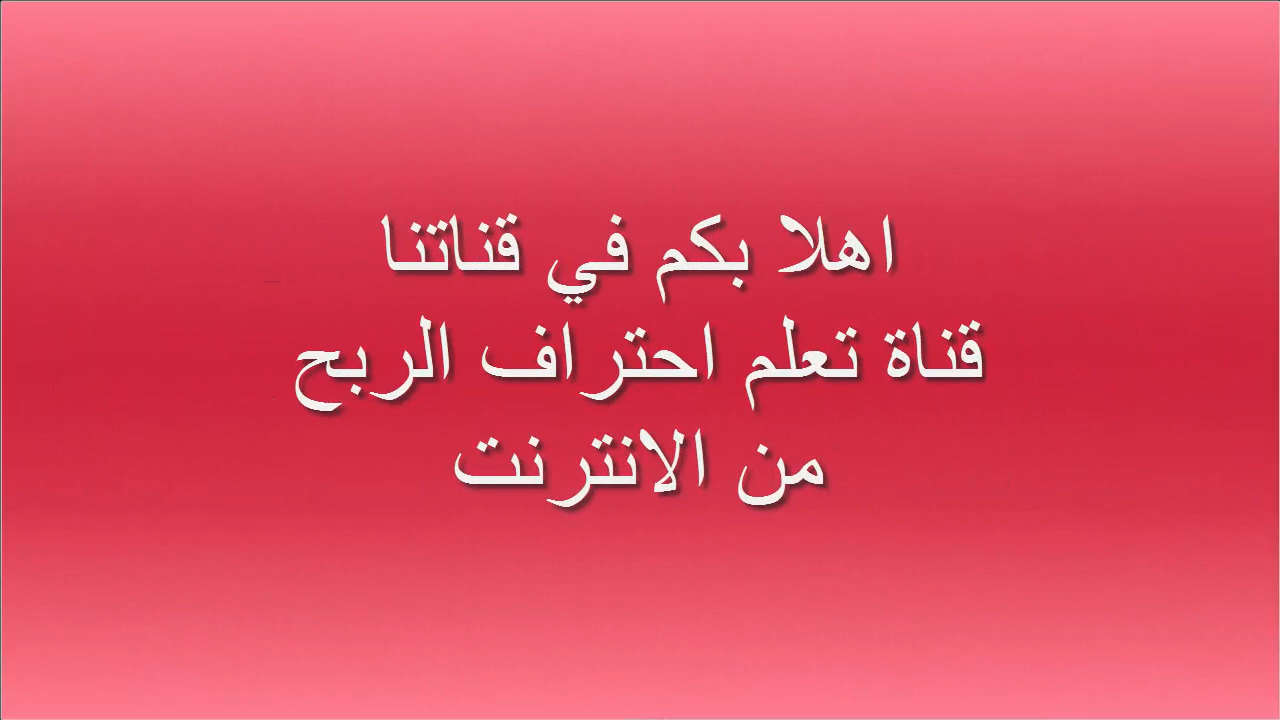 اهلا بكم في قناتنا
قناة تعلم احتراف الربح
من الانترنت